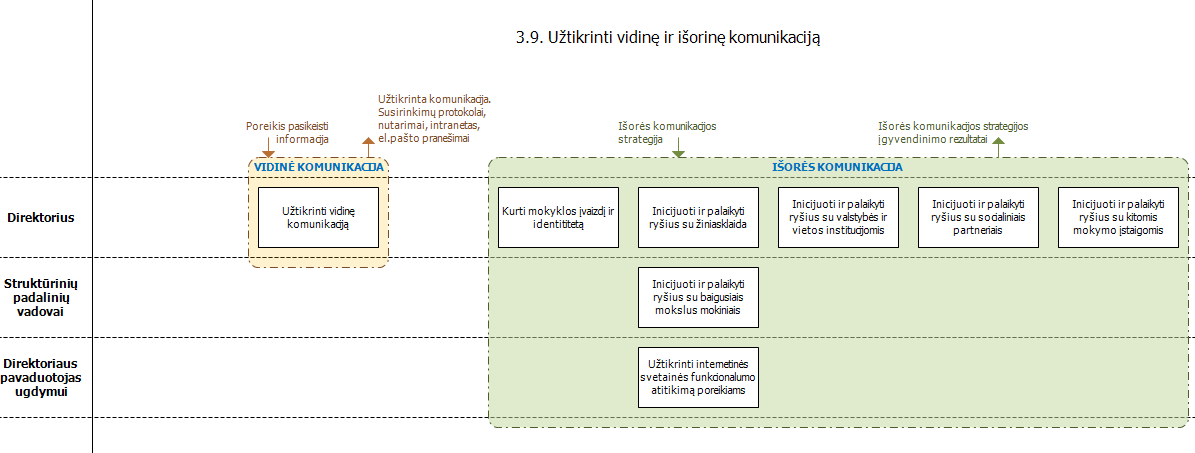 3.9. Užtikrinti vidinę ir išorinę komunikaciją
Poreikis pasikeisti
informacija
Užtikrinta komunikacija.
Susirinkimų protokolai,
nutarimai, intranetas,
el.pašto pranešimai
Išorės komunikacijos
strategija
Išorės komunikacijos strategijos
įgyvendinimo rezultatai
VIDINĖ KOMUNIKACIJA
IŠORĖS KOMUNIKACIJA
Direktorius
Užtikrinti vidinę
komunikaciją
Kurti mokyklos įvaizdį ir
identititetą
Inicijuoti ir palaikyti
ryšius su žiniasklaida
Inicijuoti ir palaikyti
ryšius su valstybės ir
vietos institucijomis
Inicijuoti ir palaikyti
ryšius su sodialiniais
partneriais
Inicijuoti ir palaikyti
ryšius su kitomis
mokymo įstaigomis
Struktūrinių
padalinių
vadovai
Inicijuoti ir palaikyti
ryšius su baigusiais
mokslus mokiniais
Direktoriaus
pavaduotojas
ugdymui
Užtikrinti internetinės
svetainės funkcionalumo
atitikimą poreikiams